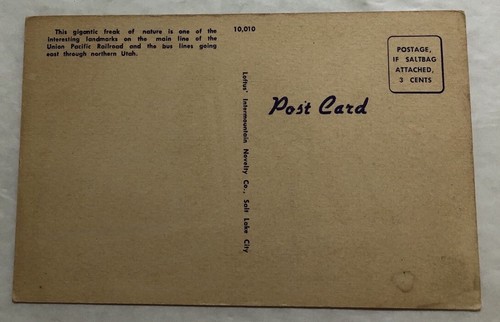 This gigantic freak of nature is one of the
interesting landmarks on the main line of the
Union Pacific Railroad and the bus lines going
east through northern Utah.
10,010
Loftus' Intermountain Novelty Co., Salt Lake City
Post Card
POSTAGE,
IF SALTBAG
ATTACHED,
3 CENTS